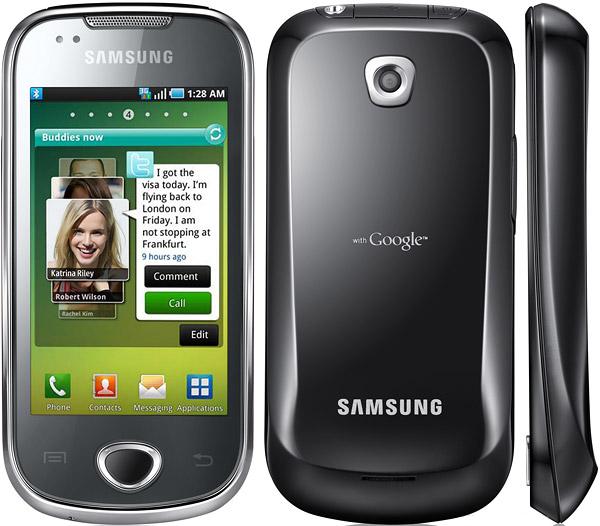 SAMSUNG
3G 1:28 AM
4
Buddies now
t
I got the
visa today. I'm
flying back to
London on
Friday. I am
not stopping at
Frankfurt.
9 hours ago
Comment
Call
Katrina Riley
Robert Wilson
Rachel Kim
Edit
Phone Contacts Messaging Applications
with Google™
SAMSUNG